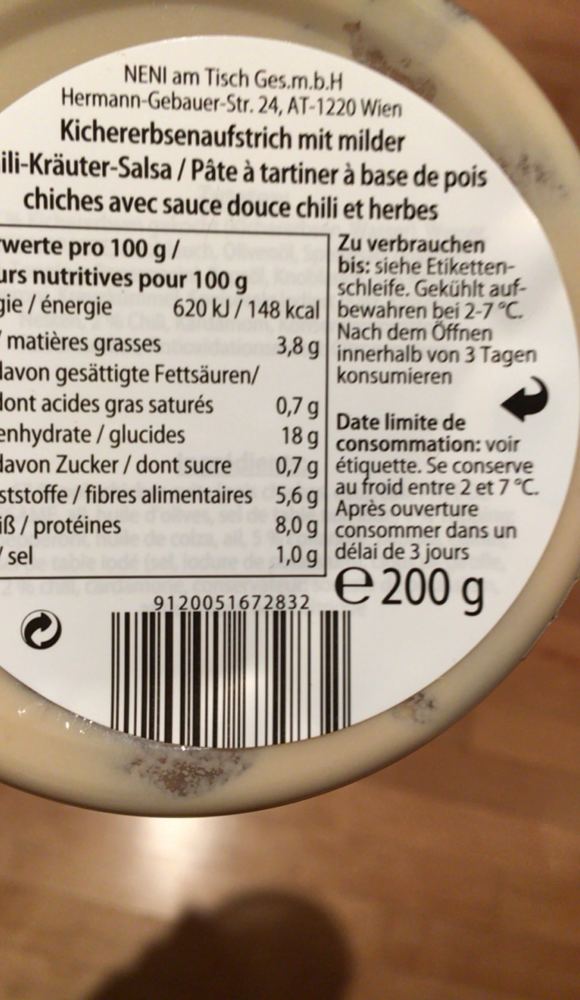 NENI am Tisch Ges.m.b.H
Hermann-Gebauer-Str. 24, AT-1220 Wien
Kichererbsenaufstrich mit milder
ili-Kräuter-Salsa / Pâte à tartiner à base de pois
chiches avec sauce douce chili et herbes
werte pro 100 g /
urs nutritives pour 100 g
gie / énergie 620 kJ / 148 kcal
/ matières grasses 3,8 g
davon gesättigte Fettsäuren/
dont acides gras saturés 0,7 g
enhydrate / glucides 18 g
davon Zucker / dont sucre 0,7 g
ststoffe / fibres alimentaires 5,6 g
iß / protéines 8,0 g
/ sel 1,0 g
Zu verbrauchen
bis: siehe Etiketten-
schleife. Gekühlt auf-
bewahren bei 2-7 °C.
Nach dem Öffnen
innerhalb von 3 Tagen
konsumieren
Date limite de
consommation: voir
étiquette. Se conserve
au froid entre 2 et 7 °C.
Après ouverture
consommer dans un
délai de 3 jours
e 200 g
9120051672832